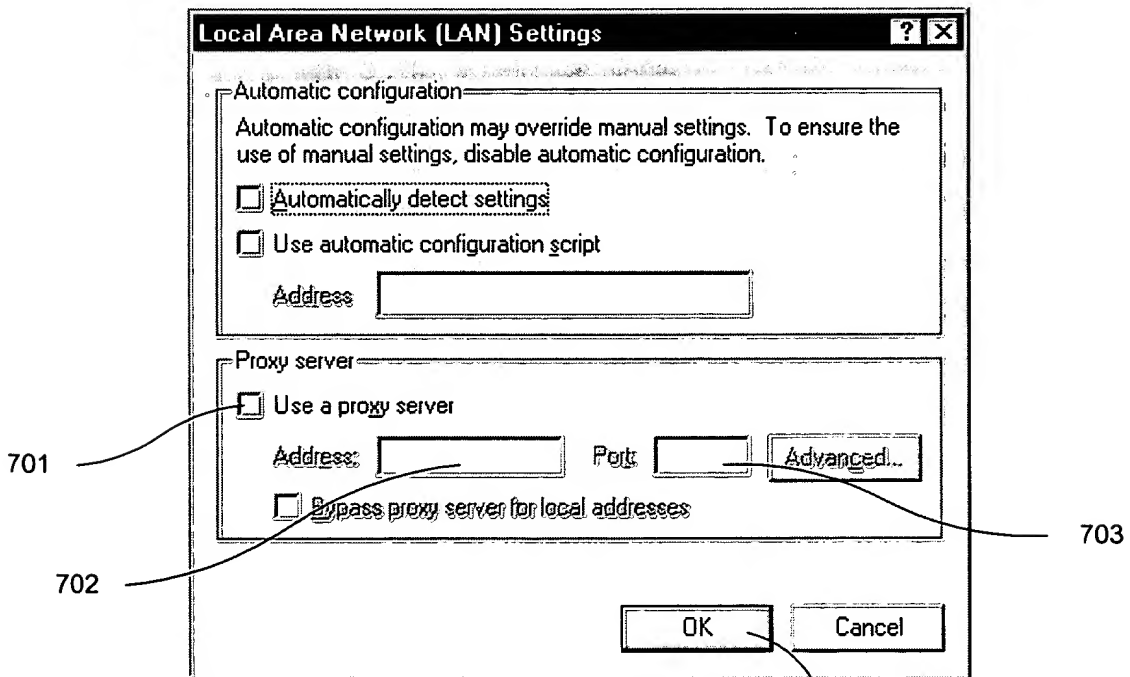 Local Area Network (LAN) Settings
Automatic configuration
Automatic configuration may override manual settings. To ensure the
use of manual settings, disable automatic configuration.
Automatically detect settings
Use automatic configuration script
Address
Proxy server
Use a proxy server
701
Address:
Port:
Advanced...
Bypass proxy server for local addresses
703
702
OK
Cancel